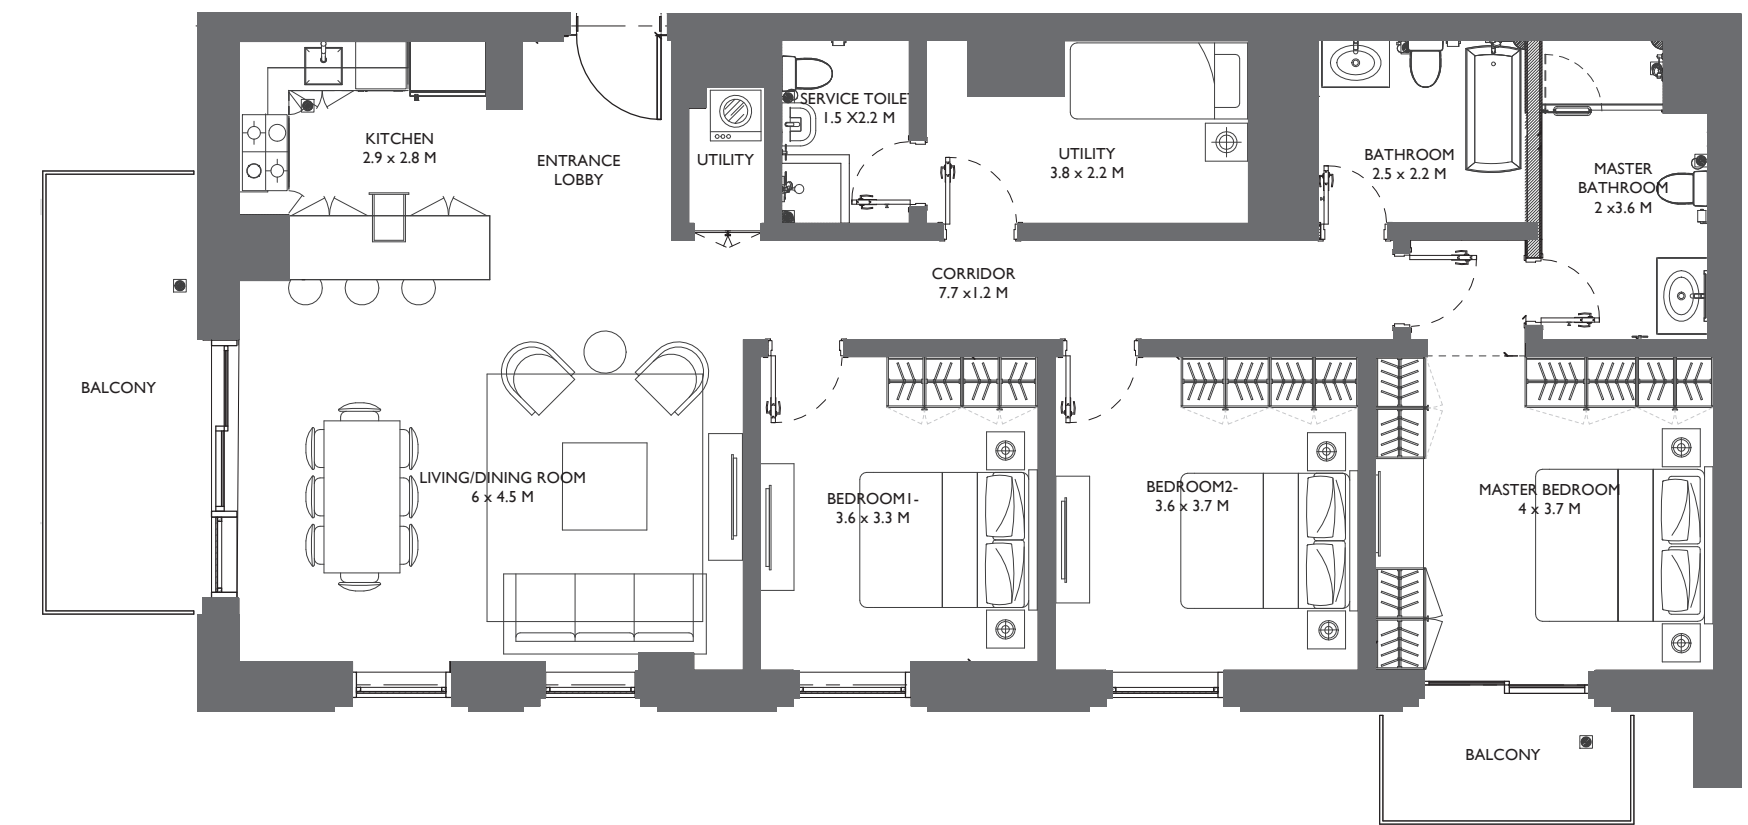 KITCHEN
2.9 x 2.8 M
ENTRANCE
LOBBY
UTILITY
SERVICE TOILET
1.5 X2.2 M
UTILITY
3.8 x 2.2 M
BATHROOM
2.5 x 2.2 M
MASTER
BATHROOM
2 x3.6 M
CORRIDOR
7.7 x1.2 M
BALCONY
LIVING/DINING ROOM
6 x 4.5 M
BEDROOM1-
3.6 x 3.3 M
BEDROOM2-
3.6 x 3.7 M
MASTER BEDROOM
4 x 3.7 M
BALCONY